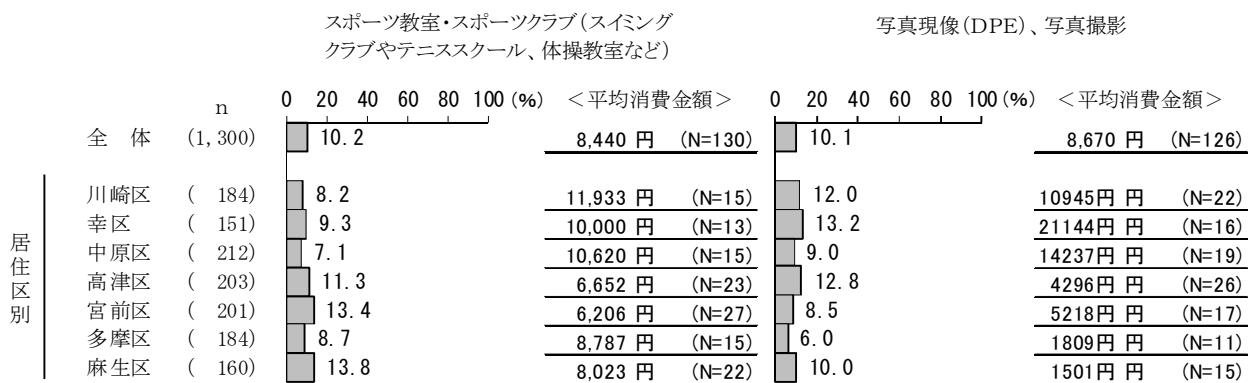 スポーツ教室・スポーツクラブ(スイミング
クラブやテニススクール、体操教室など)
写真現像(DPE)、写真撮影
n 0 20 40 60 80 100 (%) <平均消費金額> 0 20 40 60 80 100 (%) <平均消費金額>
全 体 (1,300) 10.2 8,440 円 (N=130) 10.1 8,670 円 (N=126)
居住区別
川崎区 ( 184) 8.2 11,933 円 (N=15) 12.0 10945円 円 (N=22)
幸区 ( 151) 9.3 10,000 円 (N=13) 13.2 21144円 円 (N=16)
中原区 ( 212) 7.1 10,620 円 (N=15) 9.0 14237円 円 (N=19)
高津区 ( 203) 11.3 6,652 円 (N=23) 12.8 4296円 円 (N=26)
宮前区 ( 201) 13.4 6,206 円 (N=27) 8.5 5218円 円 (N=17)
多摩区 ( 184) 8.7 8,787 円 (N=15) 6.0 1809円 円 (N=11)
麻生区 ( 160) 13.8 8,023 円 (N=22) 10.0 1501円 円 (N=15)